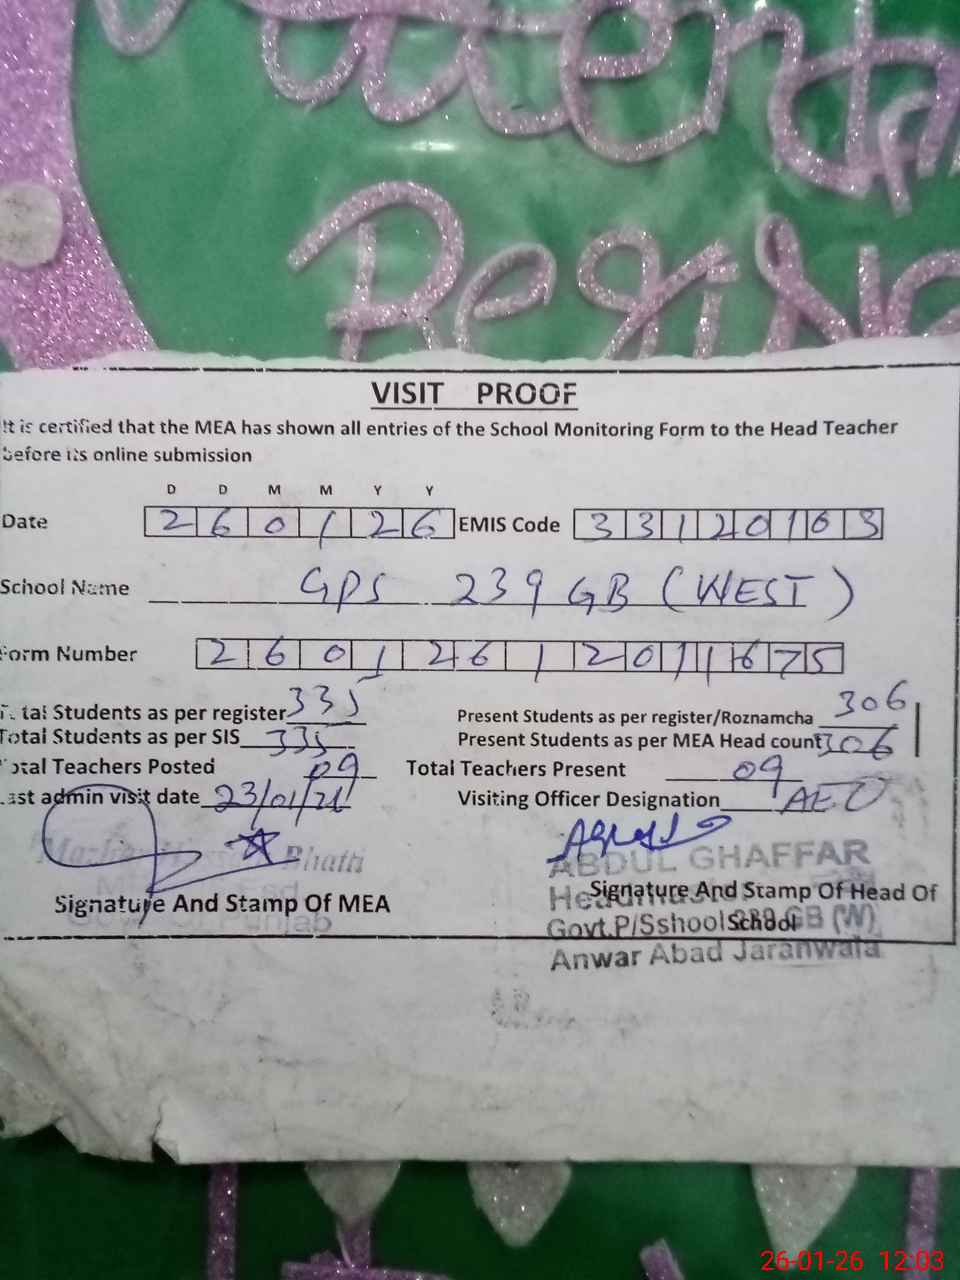 Attendance
Register
VISIT PROOF
It is certified that the MEA has shown all entries of the School Monitoring Form to the Head Teacher
before its online submission
D D M M Y Y
Date 2 6 0 1 2 6 EMIS Code 3 3 1 2 0 1 0 3
School Name GPS 239 GB (WEST)
Form Number 2 6 0 1 2 6 1 2 0 1 1 6 7 5
Total Students as per register 335 Present Students as per register/Roznamcha 306
Total Students as per SIS 335 Present Students as per MEA Head count 306
Total Teachers Posted 09 Total Teachers Present 09
Last admin visit date 23/01/26 Visiting Officer Designation AEO
Bhatti
ABDUL GHAFFAR
Signature And Stamp Of MEA Signature And Stamp Of Head Of
School
Govt.P/Sshool 239 GB (W)
Anwar Abad Jaranwala
26-01-26 12:03